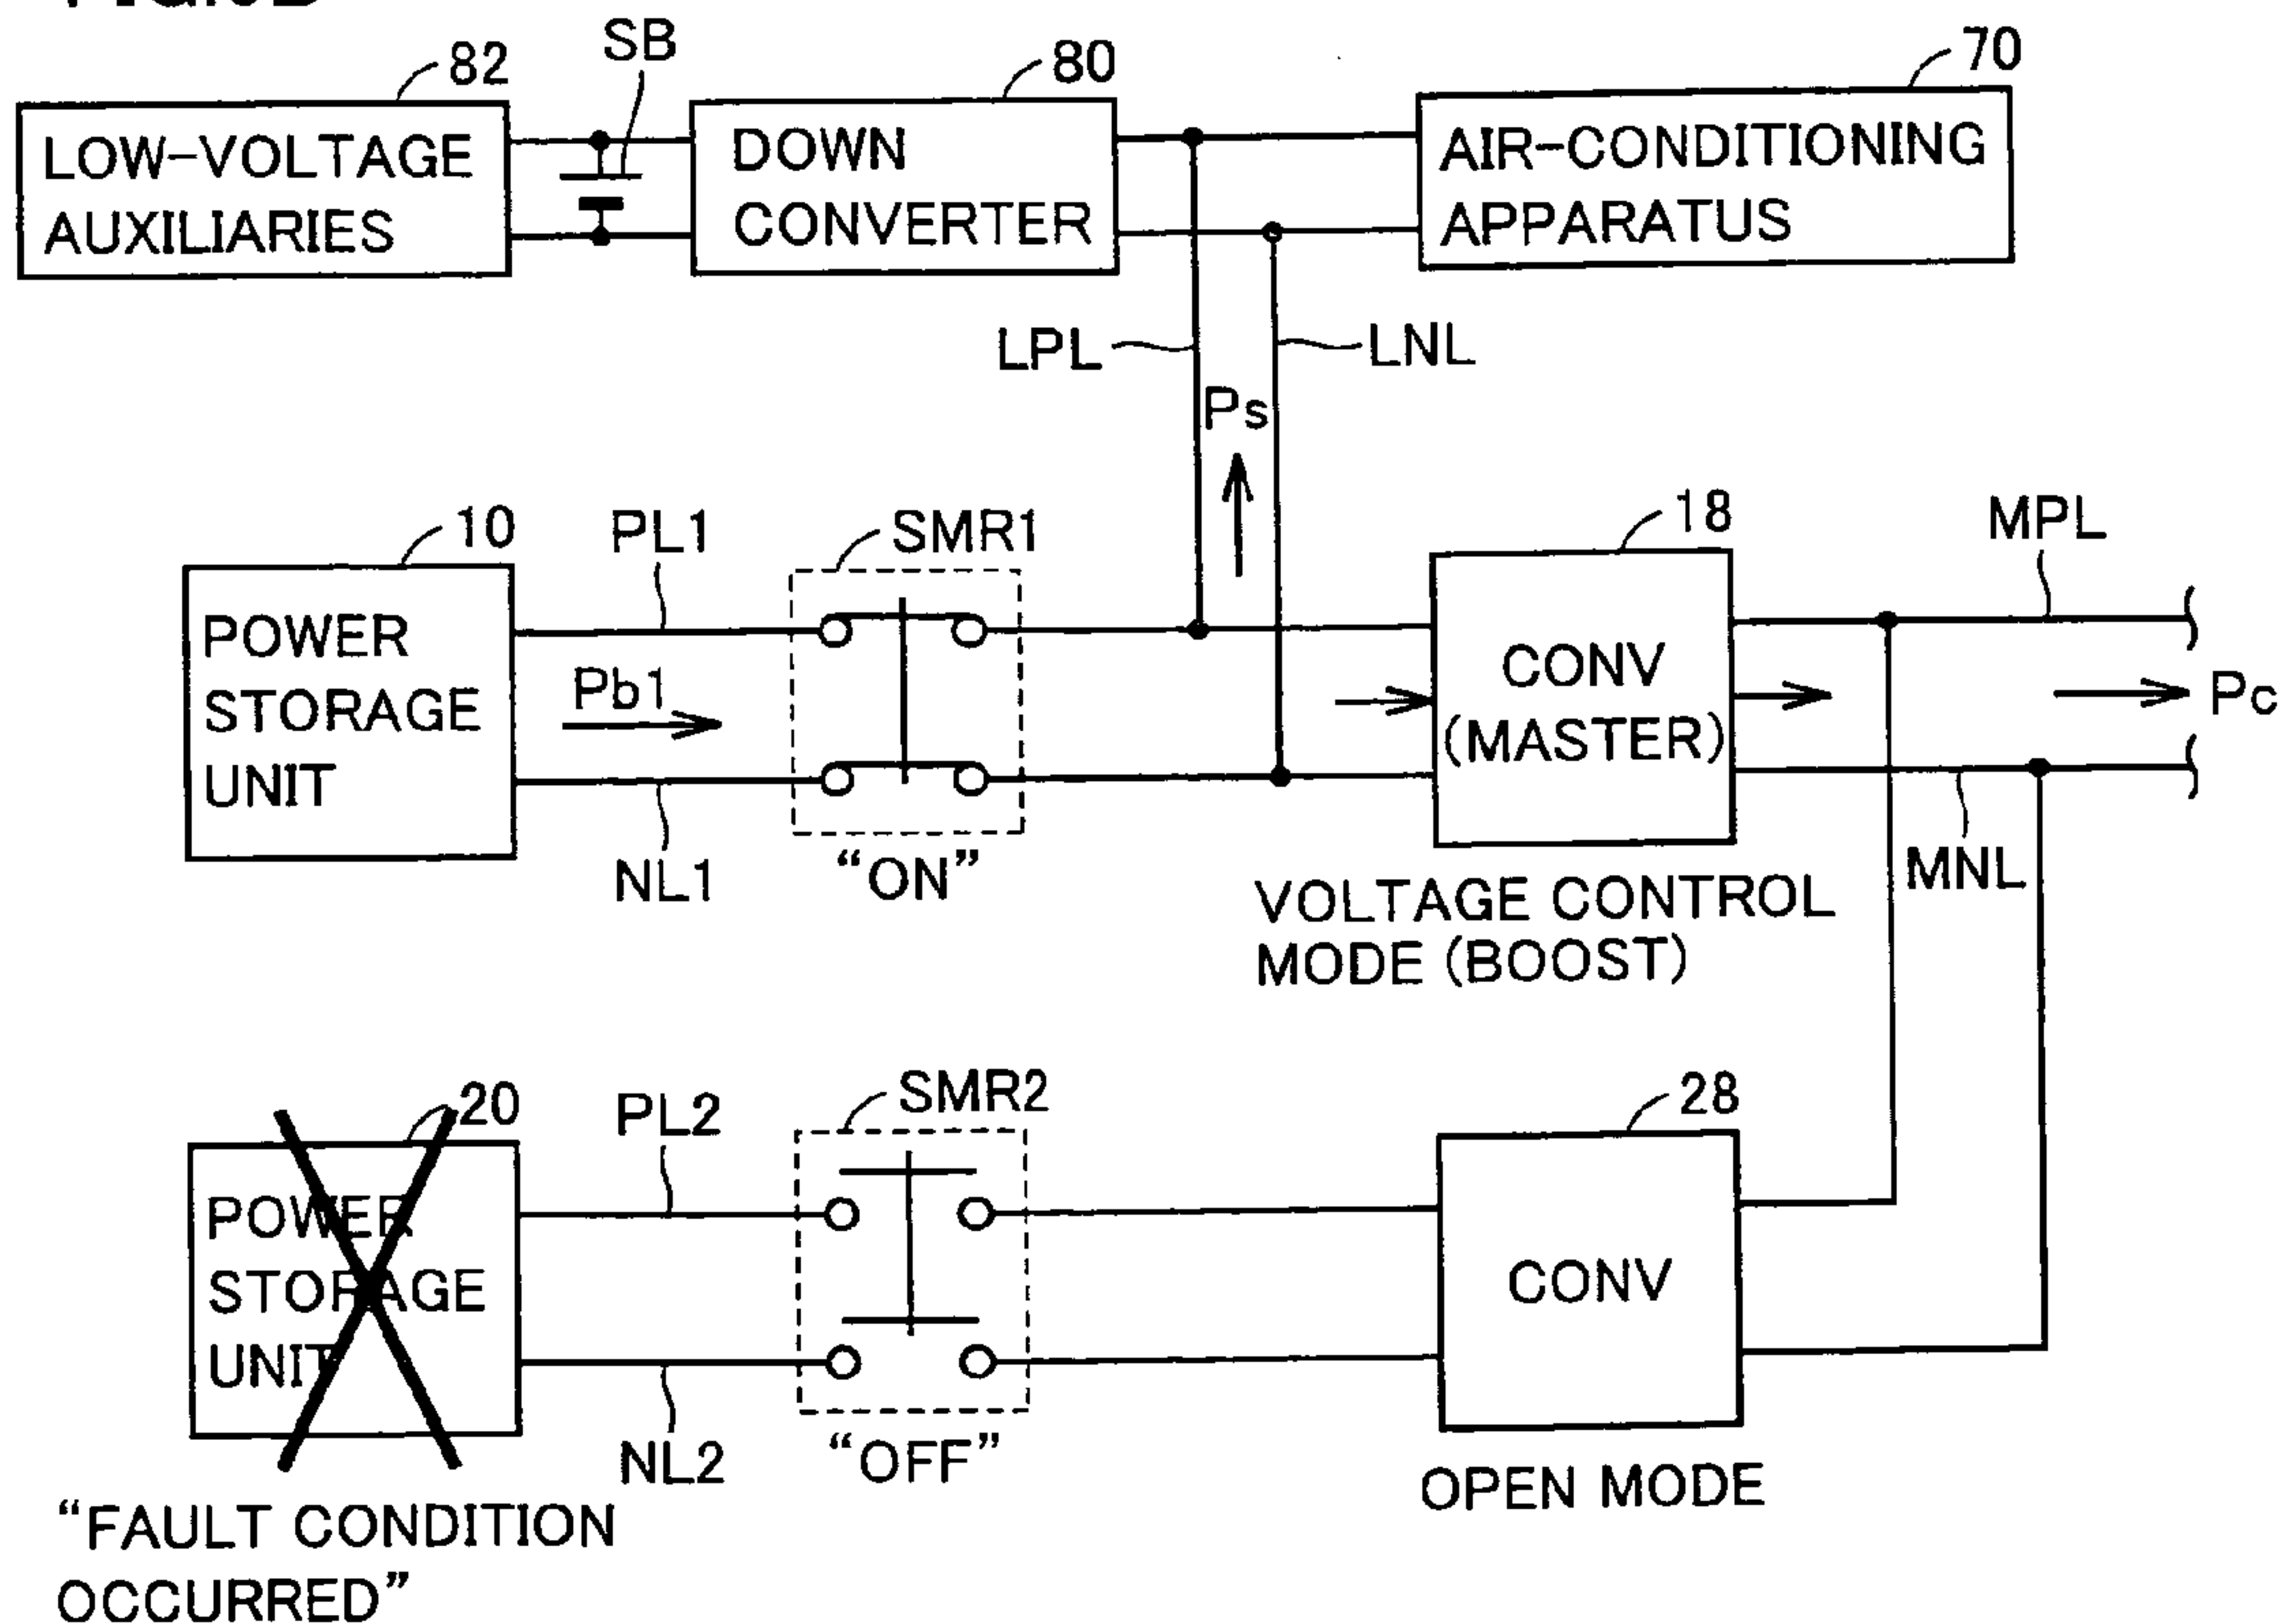 82
SB
80
70
LOW-VOLTAGE
AUXILIARIES
DOWN
CONVERTER
AIR-CONDITIONING
APPARATUS
LPL
LNL
Ps
10
PL1
SMR1
18
MPL
POWER
STORAGE
UNIT
Pb1
CONV
(MASTER)
Pc
NL1
“ON”
MNL
VOLTAGE CONTROL
MODE (BOOST)
20
PL2
SMR2
28
POWER
STORAGE
UNIT
CONV
NL2
“OFF”
OPEN MODE
“FAULT CONDITION
OCCURRED”